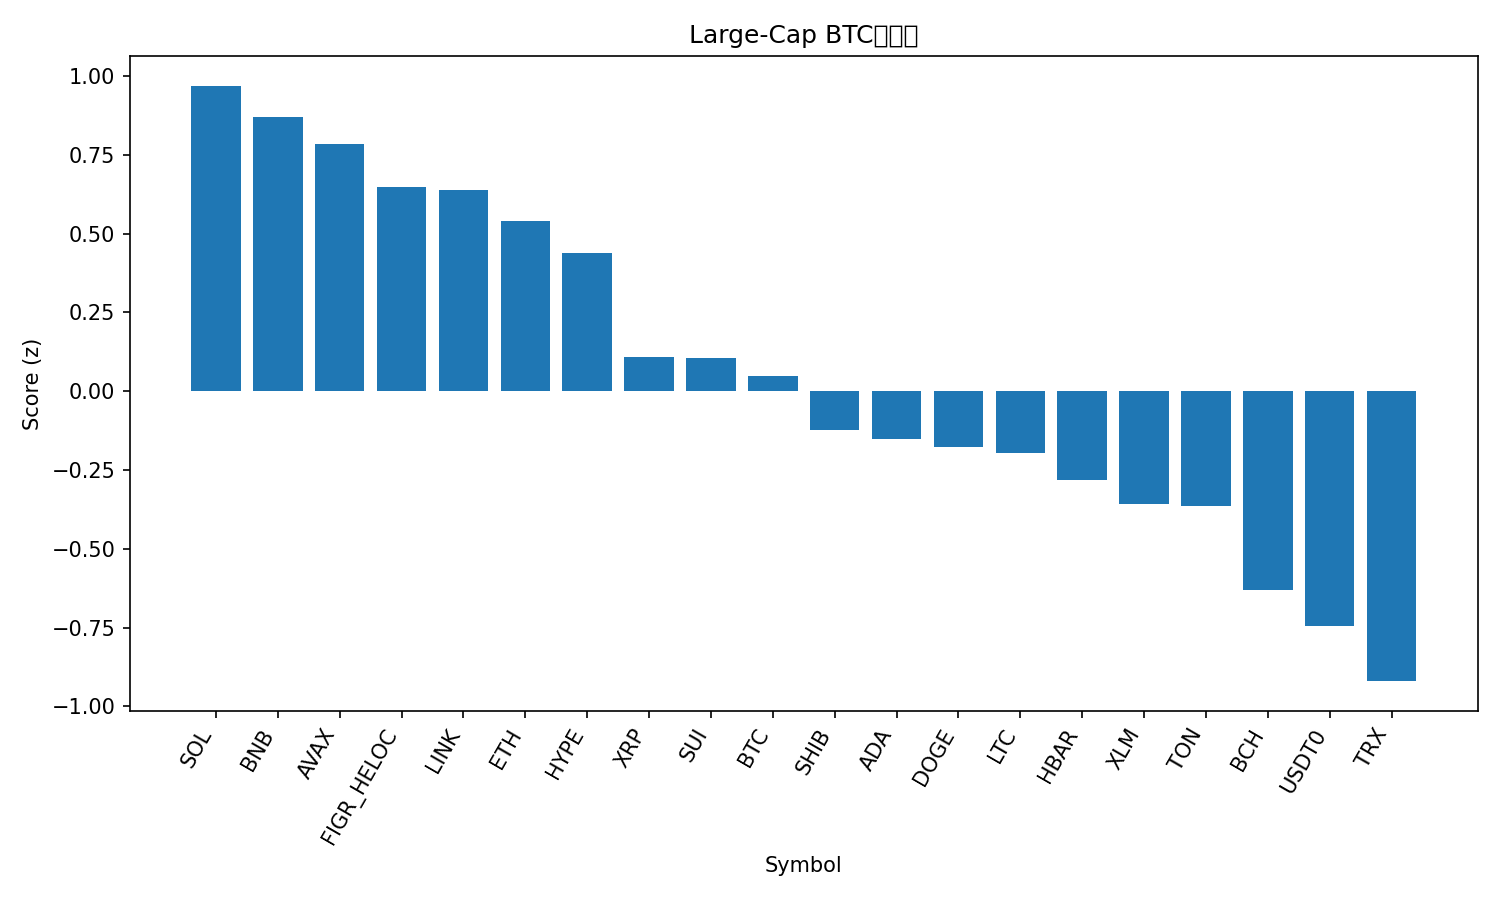 Large-Cap BTC
1.00
0.75
0.50
0.25
0.00
−0.25
−0.50
−0.75
−1.00
Score (z)
SOL
BNB
AVAX
FIGR_HELOC
LINK
ETH
HYPE
XRP
SUI
BTC
SHIB
ADA
DOGE
LTC
HBAR
XLM
TON
BCH
USDT0
TRX
Symbol